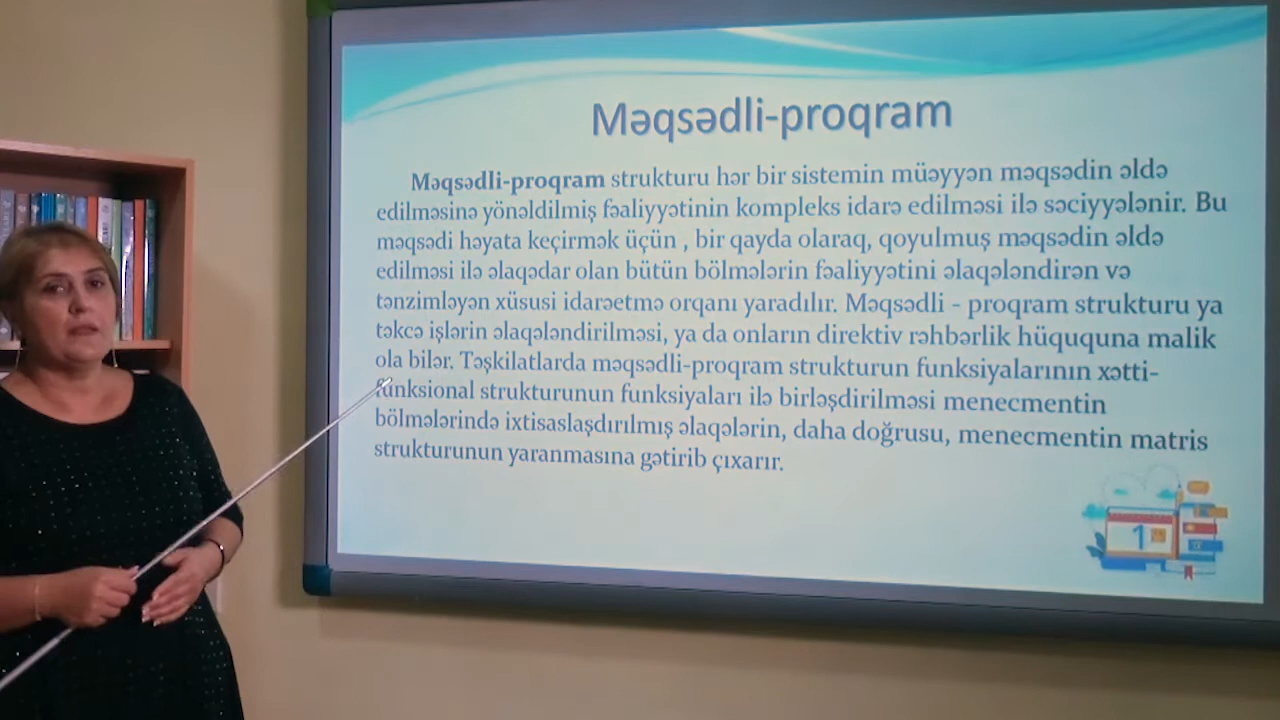 Məqsədli-proqram
Məqsədli-proqram strukturu hər bir sistemin müəyyən məqsədin əldə
edilməsinə yönəldilmiş fəaliyyətinin kompleks idarə edilməsi ilə səciyyələnir. Bu
məqsədi həyata keçirmək üçün , bir qayda olaraq, qoyulmuş məqsədin əldə
edilməsi ilə əlaqədar olan bütün bölmələrin fəaliyyətini əlaqələndirən və
tənzimləyən xüsusi idarəetmə orqanı yaradılır. Məqsədli - proqram strukturu ya
təkcə işlərin əlaqələndirilməsi, ya da onların direktiv rəhbərlik hüququna malik
ola bilər. Təşkilatlarda məqsədli-proqram strukturun funksiyalarının xətti-
funksional strukturunun funksiyaları ilə birləşdirilməsi menecmentin
bölmələrində ixtisaslaşdırılmış əlaqələrin, daha doğrusu, menecmentin matris
strukturunun yaranmasına gətirib çıxarır.
1